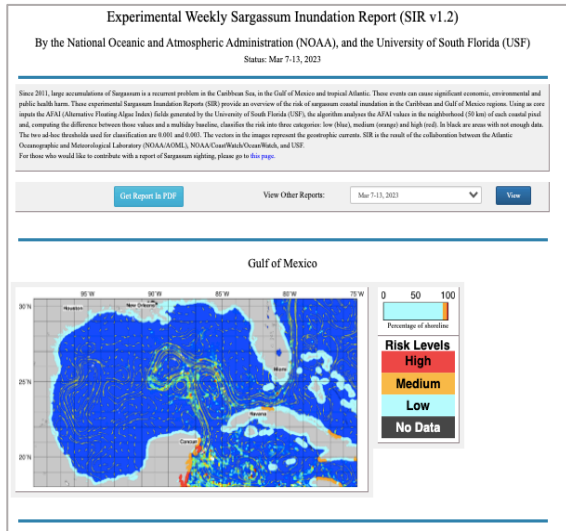 Experimental Weekly Sargassum Inundation Report (SIR v1.2)
By the National Oceanic and Atmospheric Administration (NOAA), and the University of South Florida (USF)
Status: Mar 7-13, 2023
Since 2011, large accumulations of Sargassum is a recurrent problem in the Caribbean Sea, in the Gulf of Mexico and tropical Atlantic. These events can cause significant economic, environmental and
public health harm. These experimental Sargassum Inundation Reports (SIR) provide an overview of the risk of sargassum coastal inundation in the Caribbean and Gulf of Mexico regions. Using as core
inputs the AFAI (Alternative Floating Algae Index) fields generated by the University of South Florida (USF), the algorithm analyses the AFAI values in the neighborhood (50 km) of each coastal pixel
and, computing the difference between those values and a multiday baseline, classifies the risk into three categories: low (blue), medium (orange) and high (red). In black are areas with not enough data.
The two ad-hoc thresholds used for classification are 0.001 and 0.003. The vectors in the images represent the geostrophic currents. SIR is the result of the collaboration between the Atlantic
Oceanographic and Meteorological Laboratory (NOAA/AOML), NOAA/CoastWatch/OceanWatch, and USF.
For those who would like to contribute with a report of Sargassum sighting, please go to this page.
Get Report In PDF
View Other Reports:
Mar 7-13, 2023
View
Gulf of Mexico
95°W 90°W 85°W 80°W 75°W
30°N
25°N
20°N
Houston
New Orleans
Miami
Havana
Cancun
0 50 100
Percentage of shoreline
Risk Levels
High
Medium
Low
No Data